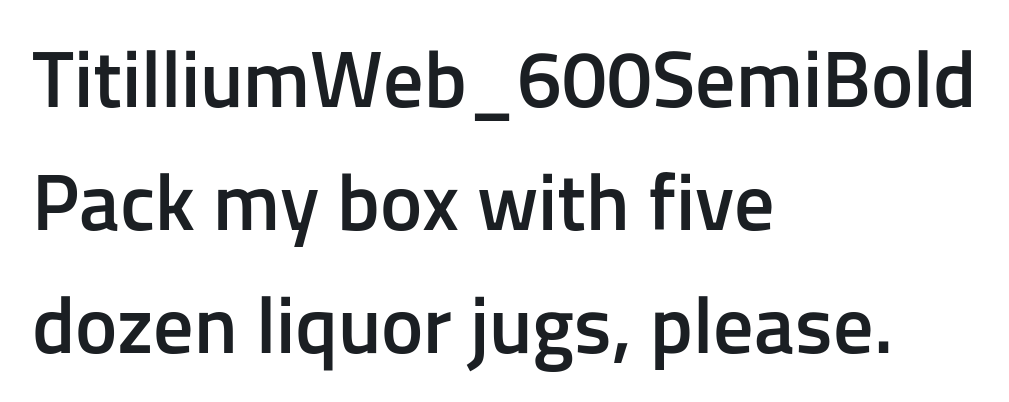 TitilliumWeb_600SemiBold
Pack my box with five
dozen liquor jugs, please.